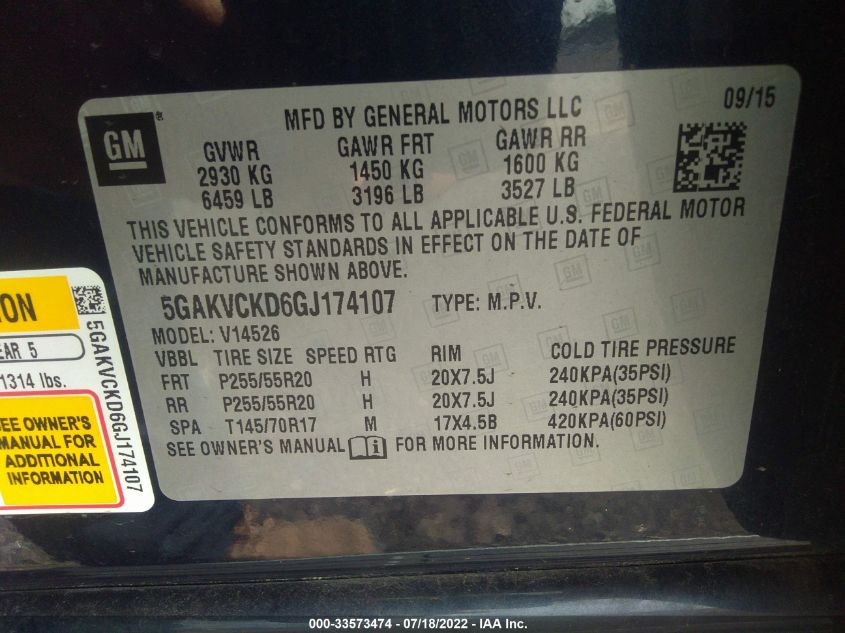 GM
®
MFD BY GENERAL MOTORS LLC
09/15
GVWR GAWR FRT GAWR RR
2930 KG 1450 KG 1600 KG
6459 LB 3196 LB 3527 LB
THIS VEHICLE CONFORMS TO ALL APPLICABLE U.S. FEDERAL MOTOR
VEHICLE SAFETY STANDARDS IN EFFECT ON THE DATE OF
MANUFACTURE SHOWN ABOVE.
5GAKVCKD6GJ174107 TYPE: M.P.V.
MODEL: V14526
VBBL TIRE SIZE SPEED RTG RIM COLD TIRE PRESSURE
FRT P255/55R20 H 20X7.5J 240KPA(35PSI)
RR P255/55R20 H 20X7.5J 240KPA(35PSI)
SPA T145/70R17 M 17X4.5B 420KPA(60PSI)
SEE OWNER'S MANUAL FOR MORE INFORMATION.
EAR 5
1314 lbs.
SEE OWNER'S
MANUAL FOR
ADDITIONAL
INFORMATION
5GAKVCKD6GJ174107
000-33573474 / 07/18/2022 - IAA Inc.